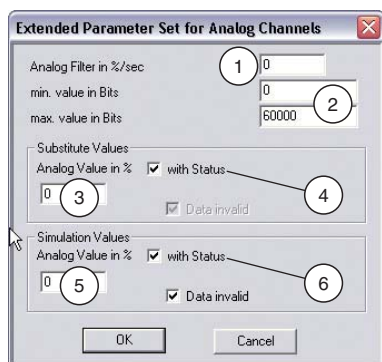 Extended Parameter Set for Analog Channels
Analog Filter in %/sec 1 0
min. value in Bits 0
2
max. value in Bits 60000
Substitute Values
Analog Value in % with Status
0 3 4
Data invalid
Simulation Values
Analog Value in % with Status
0 5 6
Data invalid
OK Cancel